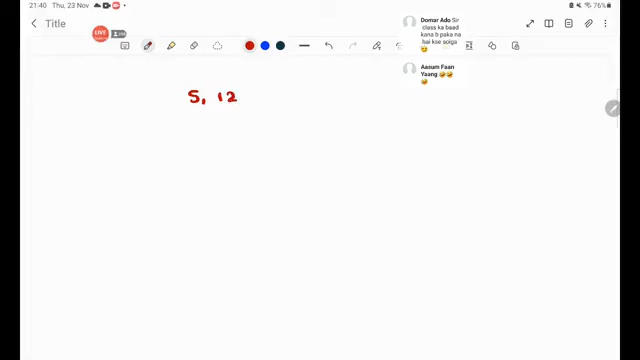 21:40 Thu, 23 Nov
76%
Title
LIVE
Domar Ado Sir
class ka baad
kana b paka na
hai kse soiga
Aasum Faan
Yaang
5, 12